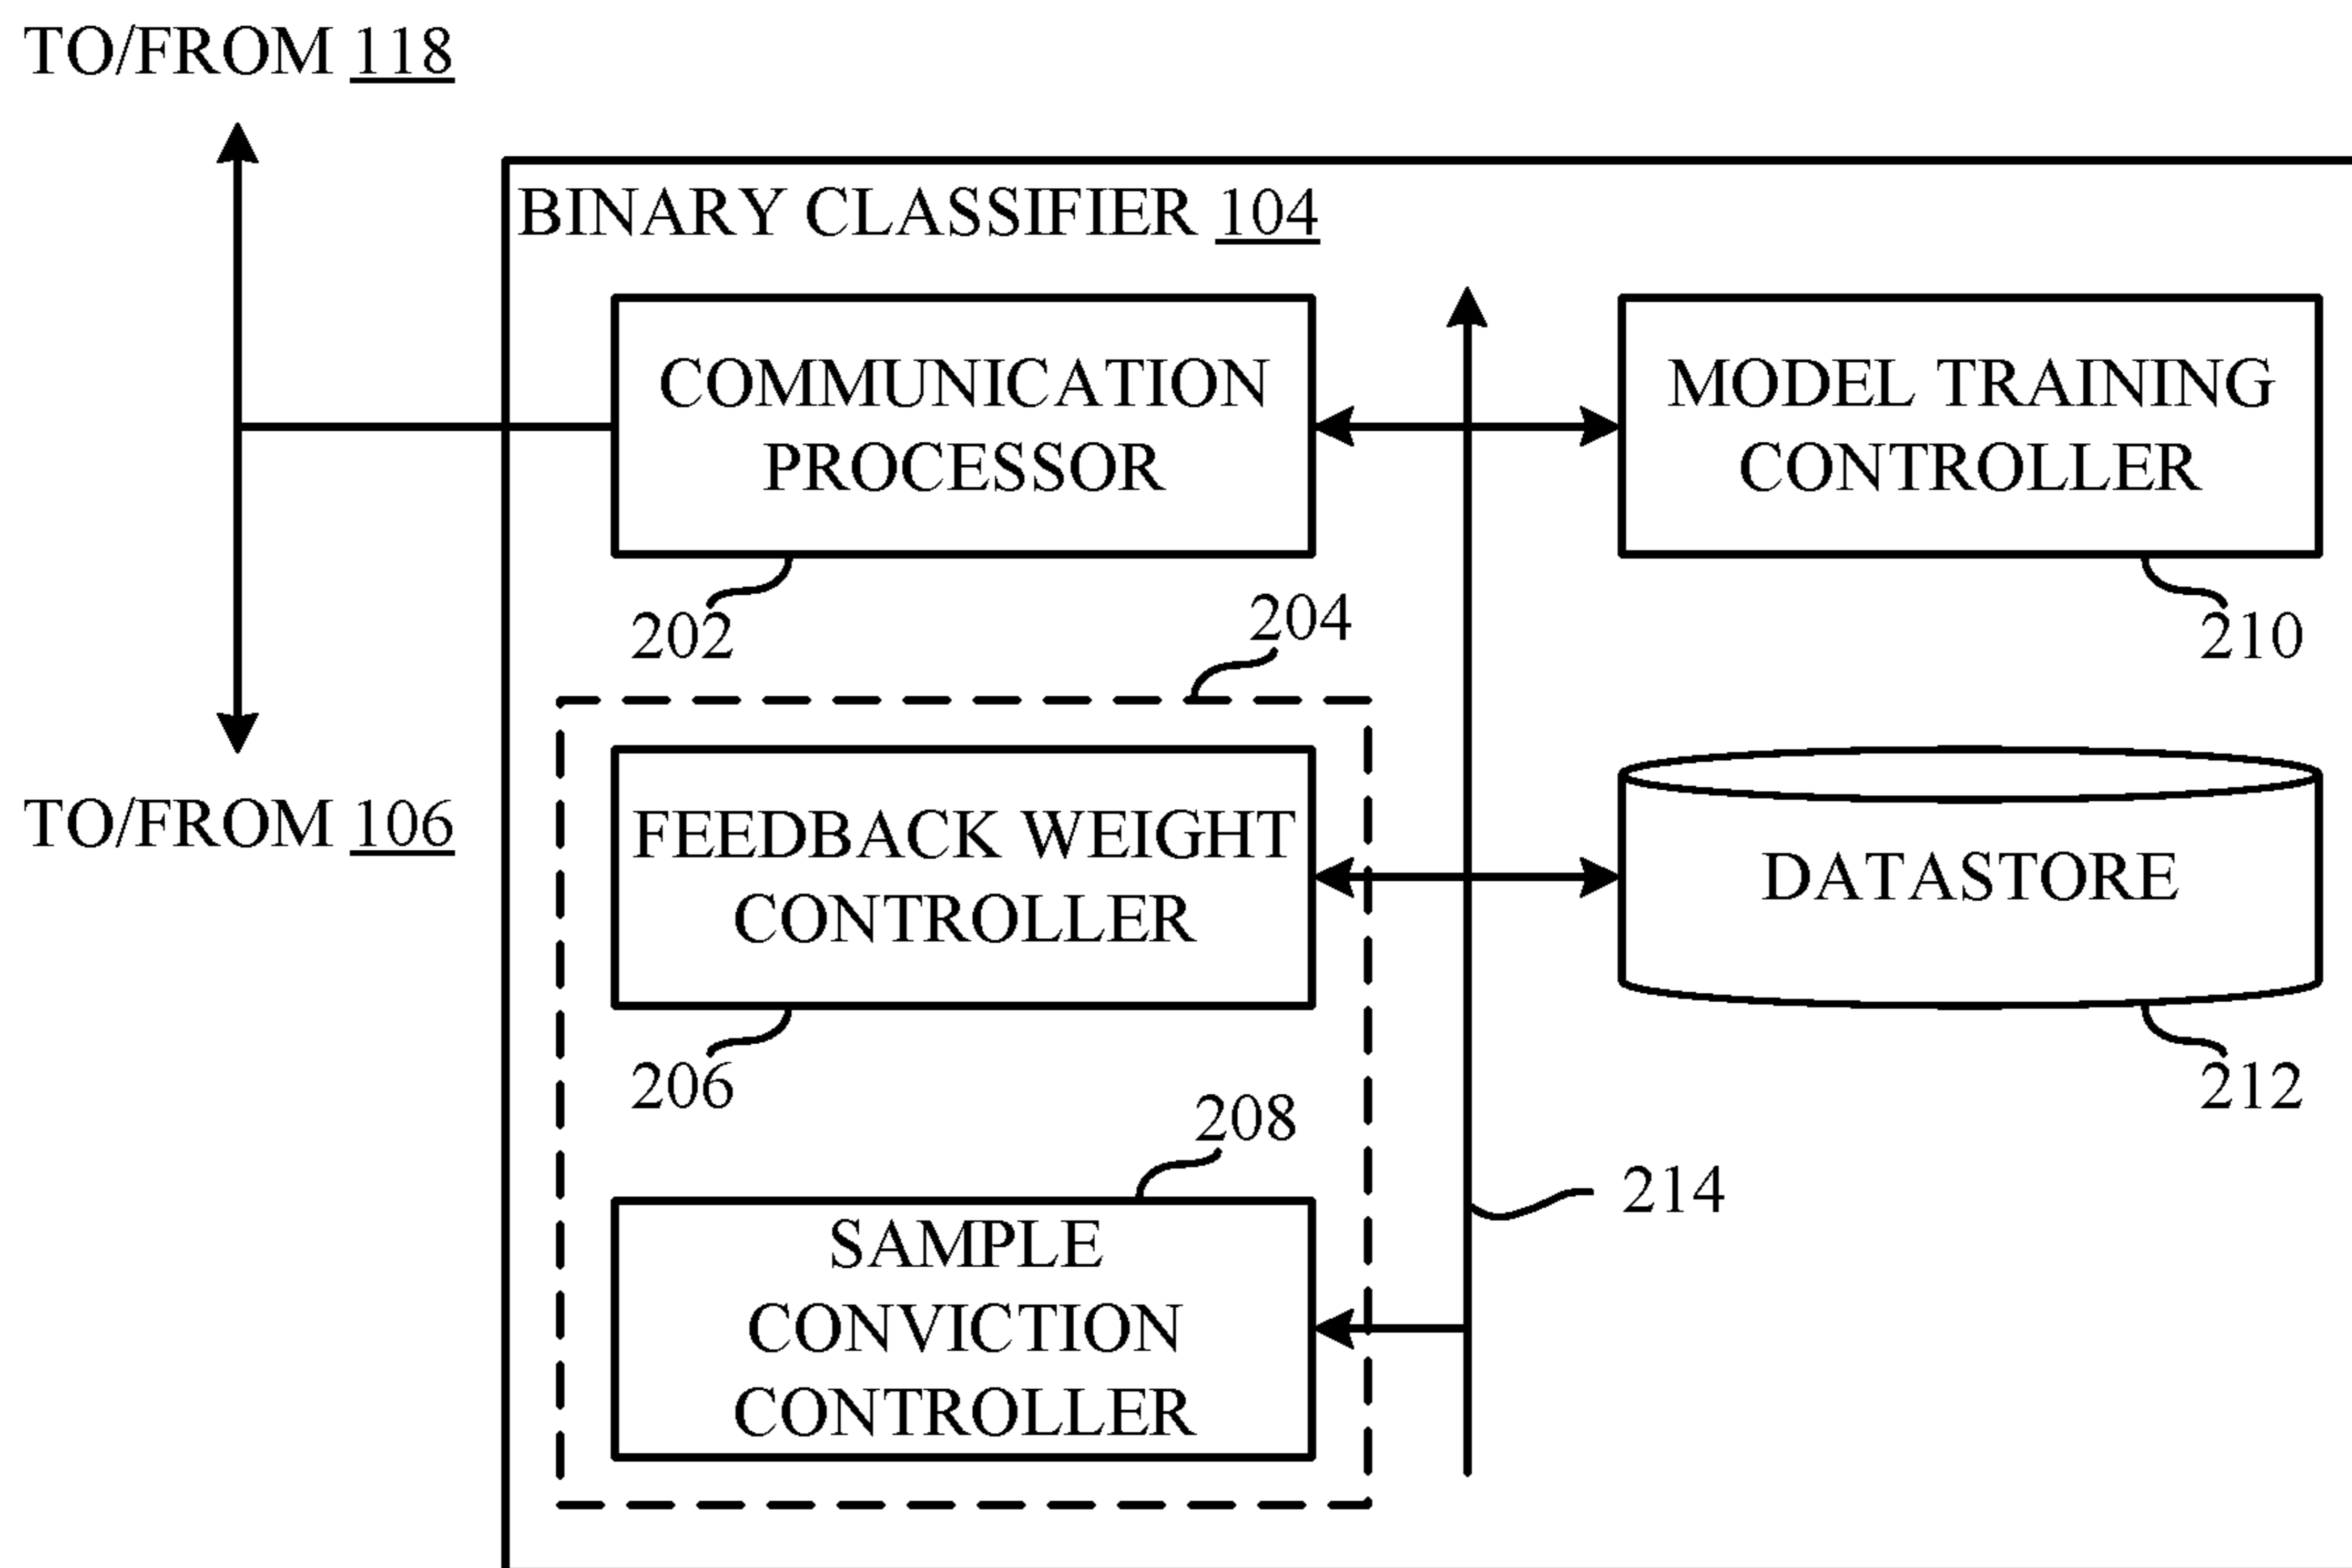 TO/FROM 118
BINARY CLASSIFIER 104
COMMUNICATION
PROCESSOR
202
MODEL TRAINING
CONTROLLER
210
204
TO/FROM 106
FEEDBACK WEIGHT
CONTROLLER
206
DATASTORE
212
208
SAMPLE
CONVICTION
CONTROLLER
214